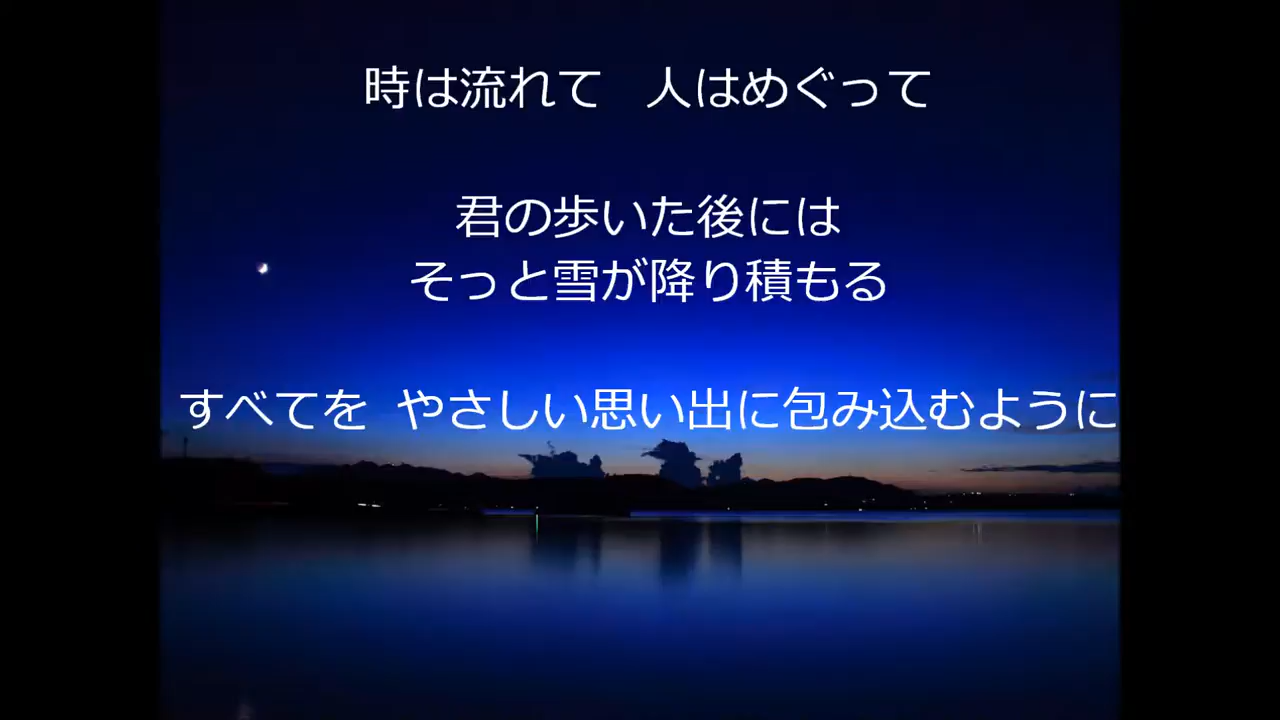 時は流れて　人はめぐって
君の歩いた後には
そっと雪が降り積もる
すべてを やさしい思い出に包み込むように